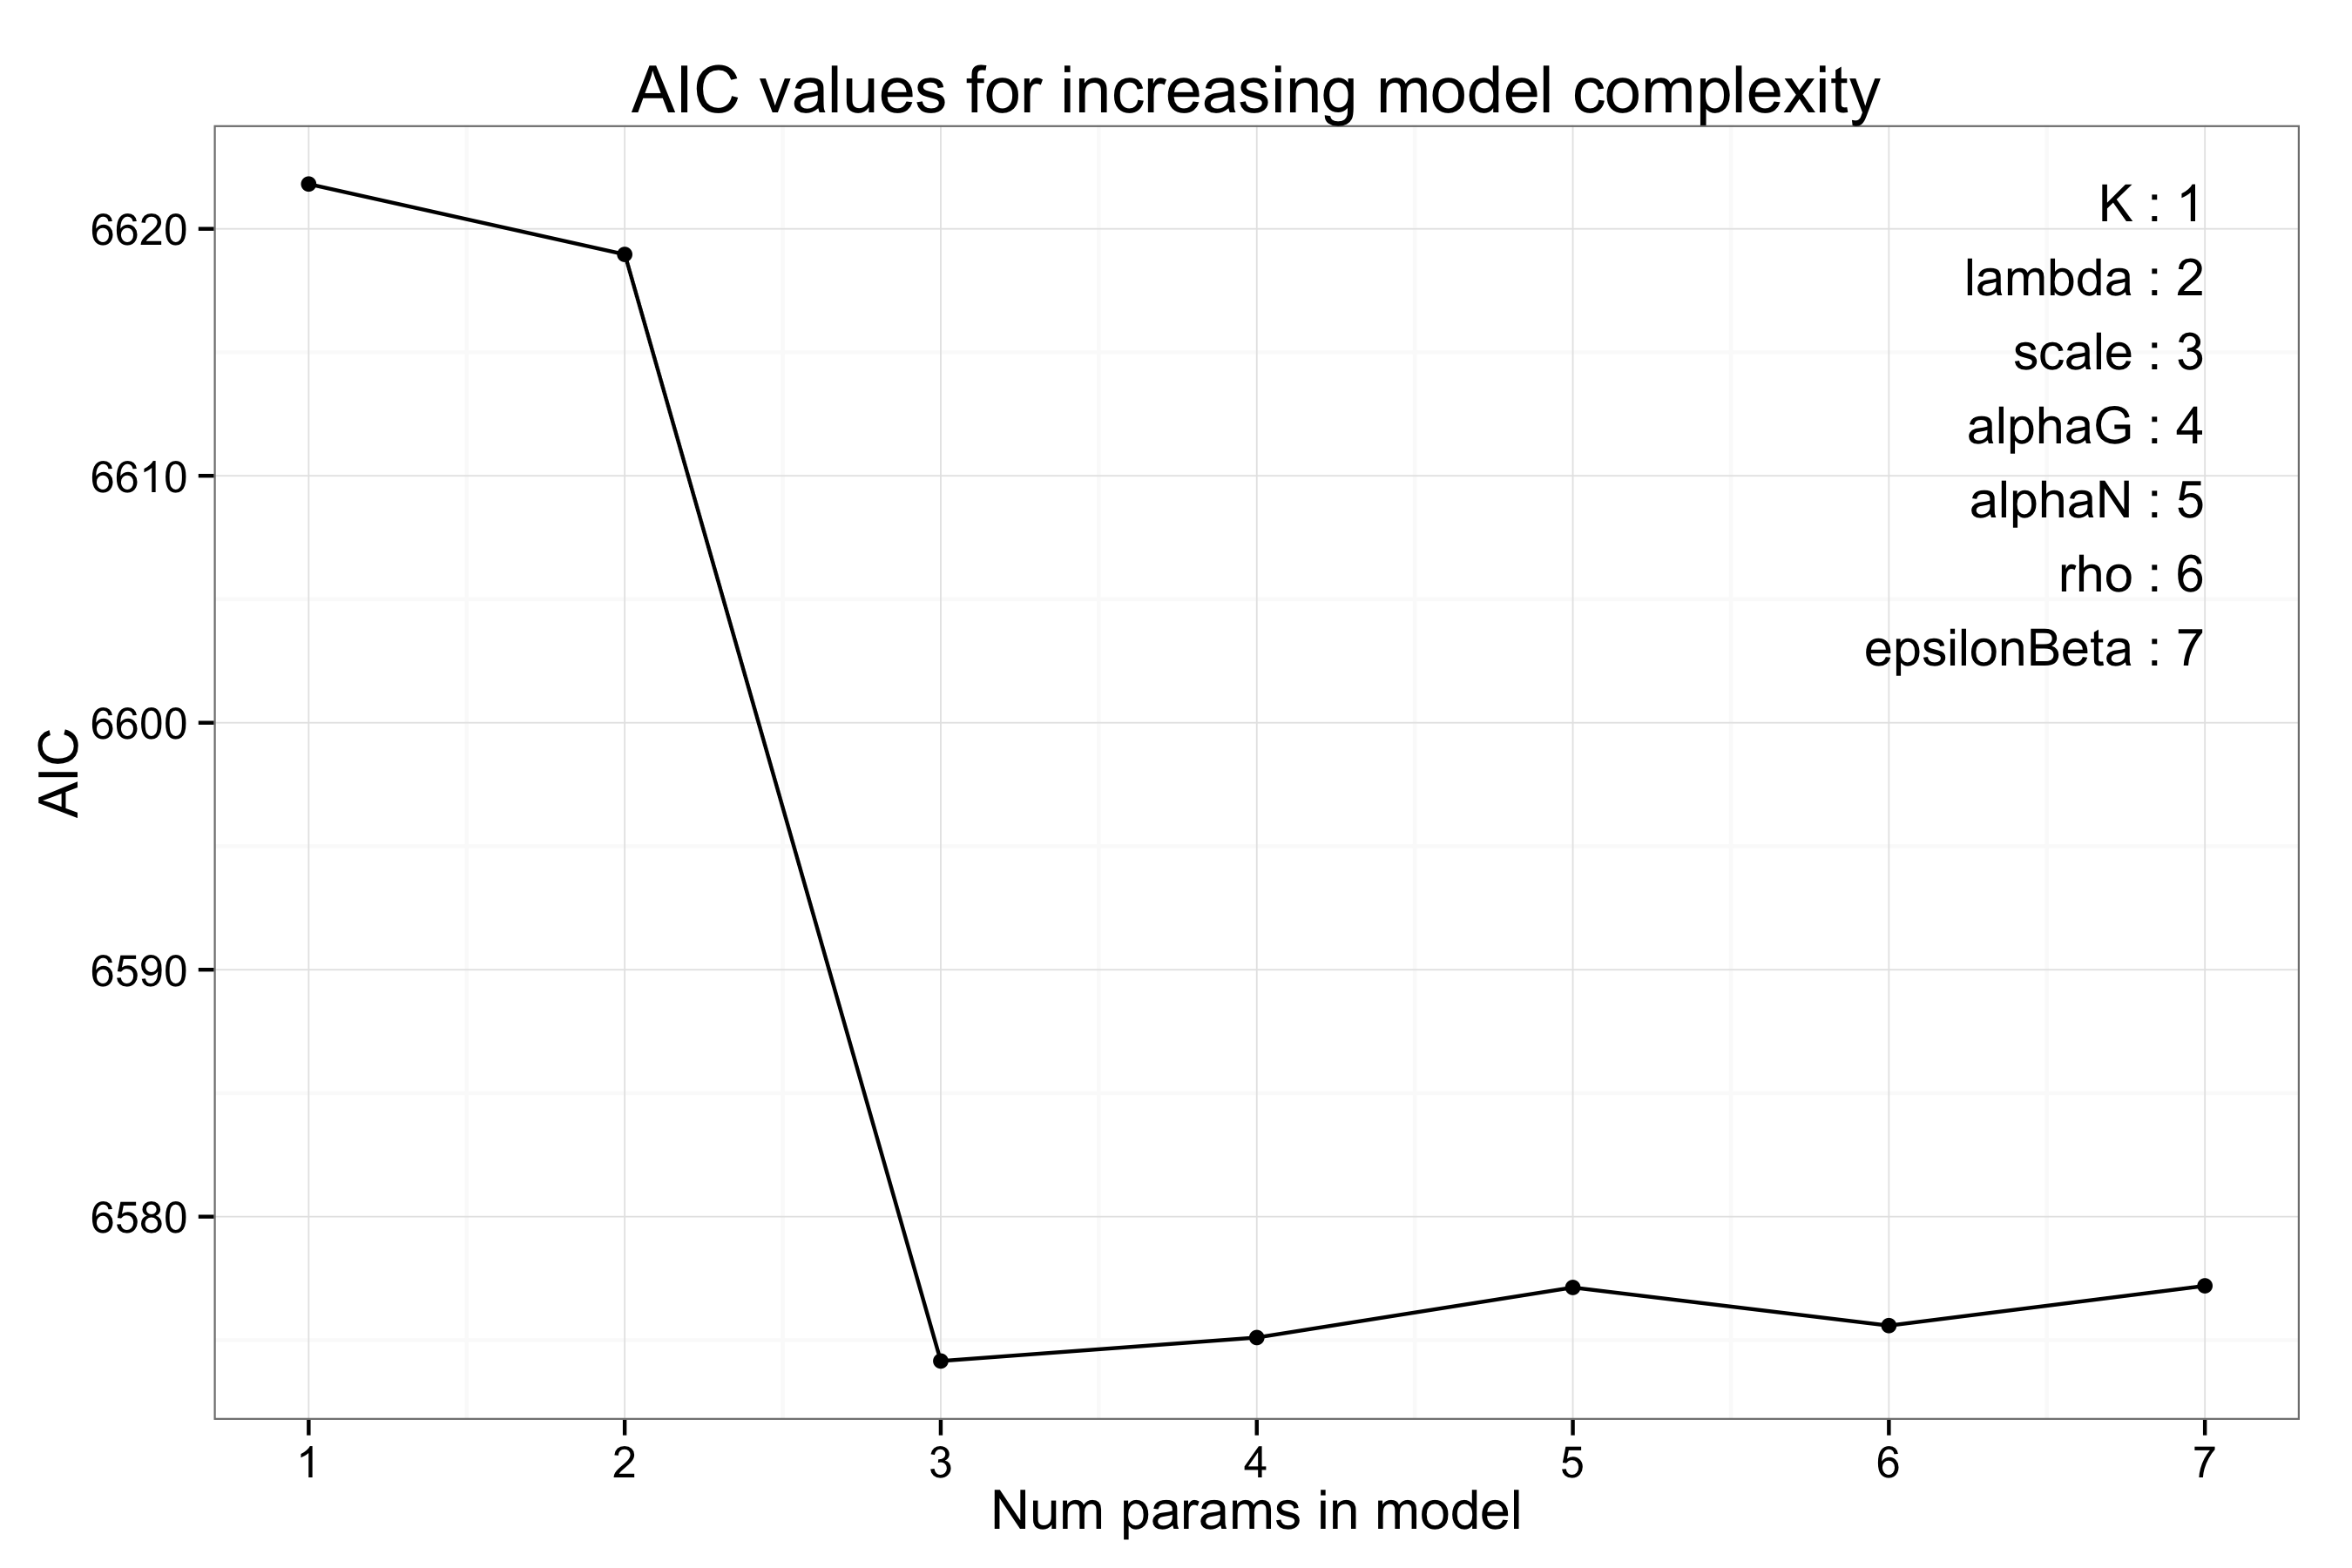 AIC values for increasing model complexity
K : 1
lambda : 2
scale : 3
alphaG : 4
alphaN : 5
rho : 6
epsilonBeta : 7
AIC
6620
6610
6600
6590
6580
1 2 3 4 5 6 7
Num params in model